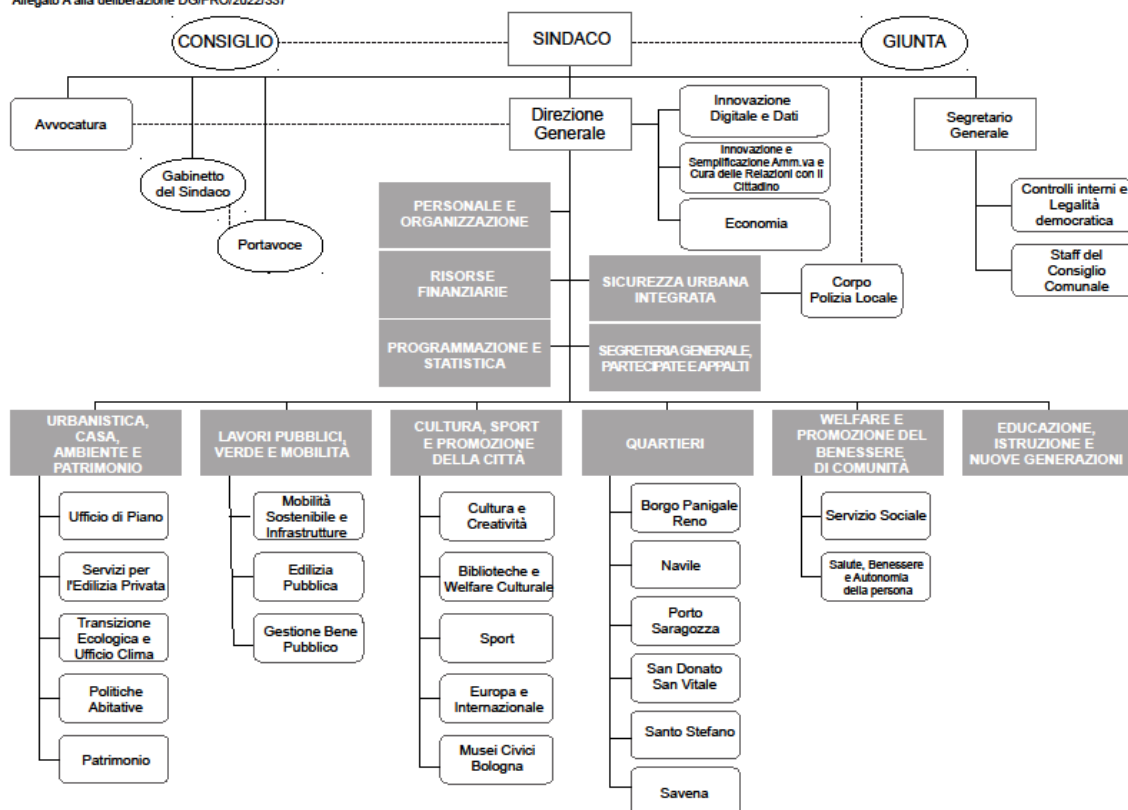 Allegato A alla deliberazione DG/PRO/2022/337
CONSIGLIO
SINDACO
GIUNTA
Avvocatura
Direzione
Generale
Innovazione
Digitale e Dati
Segretario
Generale
Innovazione e
Semplificazione Amm.va e
Cura delle Relazioni con il
Cittadino
Gabinetto
del Sindaco
Controlli interni e
Legalità
democratica
PERSONALE E
ORGANIZZAZIONE
Economia
Portavoce
Staff del
Consiglio
Comunale
RISORSE
FINANZIARIE
SICUREZZA URBANA
INTEGRATA
Corpo
Polizia Locale
PROGRAMMAZIONE E
STATISTICA
SEGRETERIA GENERALE,
PARTECIPATE E APPALTI
URBANISTICA,
CASA,
AMBIENTE E
PATRIMONIO
LAVORI PUBBLICI,
VERDE E MOBILITÀ
CULTURA, SPORT
E PROMOZIONE
DELLA CITTÀ
QUARTIERI
WELFARE E
PROMOZIONE DEL
BENESSERE
DI COMUNITÀ
EDUCAZIONE,
ISTRUZIONE E
NUOVE GENERAZIONI
Ufficio di Piano
Servizi per
l'Edilizia Privata
Transizione
Ecologica e
Ufficio Clima
Politiche
Abitative
Patrimonio
Mobilità
Sostenibile e
Infrastrutture
Edilizia
Pubblica
Gestione Bene
Pubblico
Cultura e
Creatività
Biblioteche e
Welfare Culturale
Sport
Europa e
Internazionale
Musei Civici
Bologna
Borgo Panigale
Reno
Navile
Porto
Saragozza
San Donato
San Vitale
Santo Stefano
Savena
Servizio Sociale
Salute, Benessere
e Autonomia
della persona